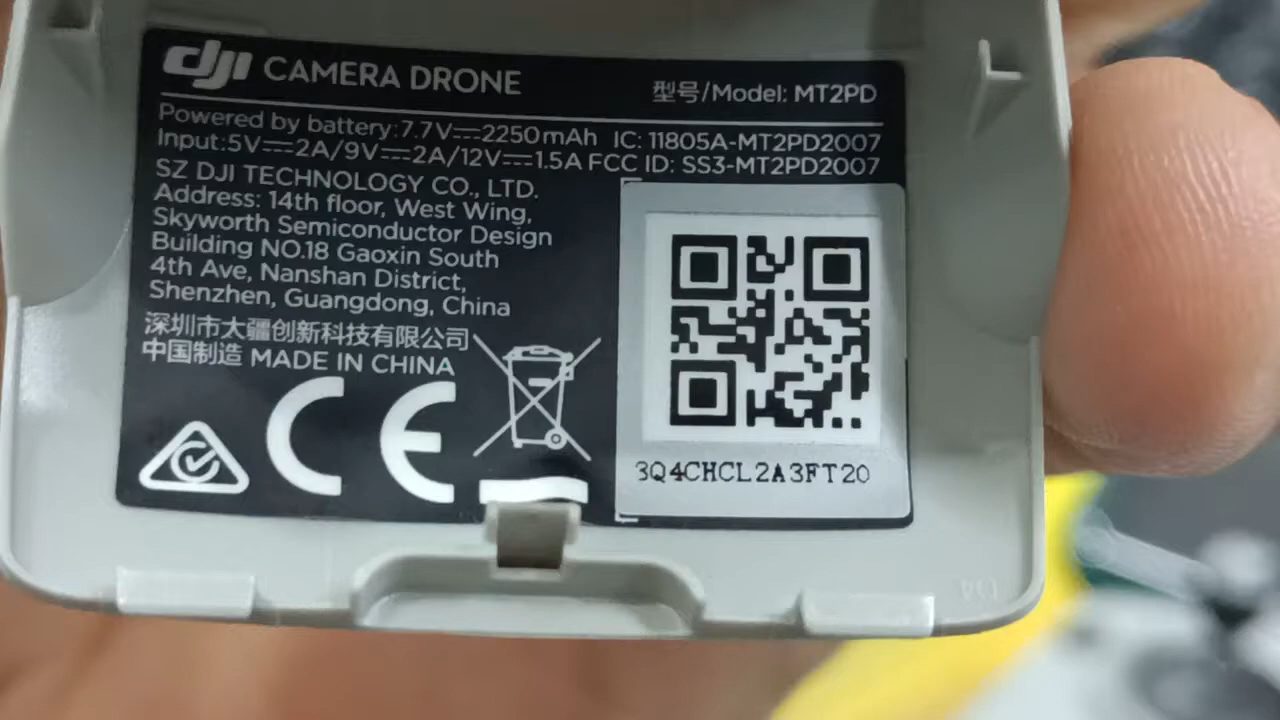 dji CAMERA DRONE
型号/Model: MT2PD
Powered by battery:7.7V⎓2250mAh IC: 11805A-MT2PD2007
Input:5V⎓2A/9V⎓2A/12V⎓1.5A FCC ID: SS3-MT2PD2007
SZ DJI TECHNOLOGY CO., LTD.
Address: 14th floor, West Wing,
Skyworth Semiconductor Design
Building NO.18 Gaoxin South
4th Ave, Nanshan District,
Shenzhen, Guangdong, China
深圳市大疆创新科技有限公司
中国制造 MADE IN CHINA
CE
3Q4CHCL2A3FT20